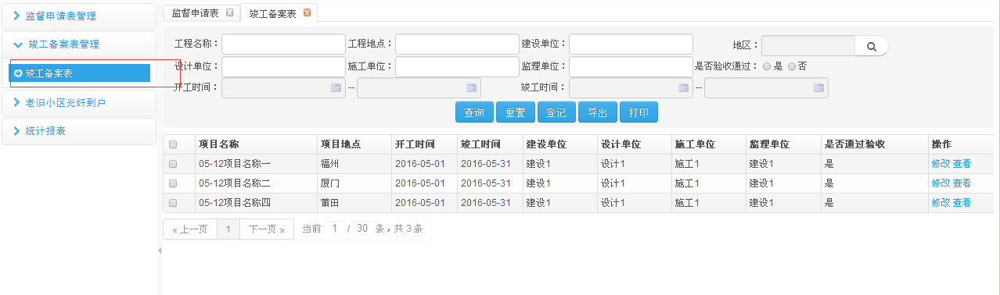 监督申请表管理
竣工备案表管理
竣工备案表
老旧小区光纤到户
统计报表
监督申请表 竣工备案表
工程名称： 工程地点： 建设单位： 地区：
设计单位： 施工单位： 监理单位： 是否验收通过： 是 否
开工时间： -- 竣工时间： --
查询 重置 登记 导出 打印
项目名称 项目地点 开工时间 竣工时间 建设单位 设计单位 施工单位 监理单位 是否通过验收 操作
05-12项目名称一 福州 2016-05-01 2016-05-31 建设1 设计1 施工1 建设1 是 修改 查看
05-12项目名称二 厦门 2016-05-01 2016-05-31 建设1 设计1 施工1 建设1 是 修改 查看
05-12项目名称四 莆田 2016-05-01 2016-05-31 建设1 设计1 施工1 建设1 是 修改 查看
« 上一页 1 下一页 » 当前 1 / 30 条，共 3 条